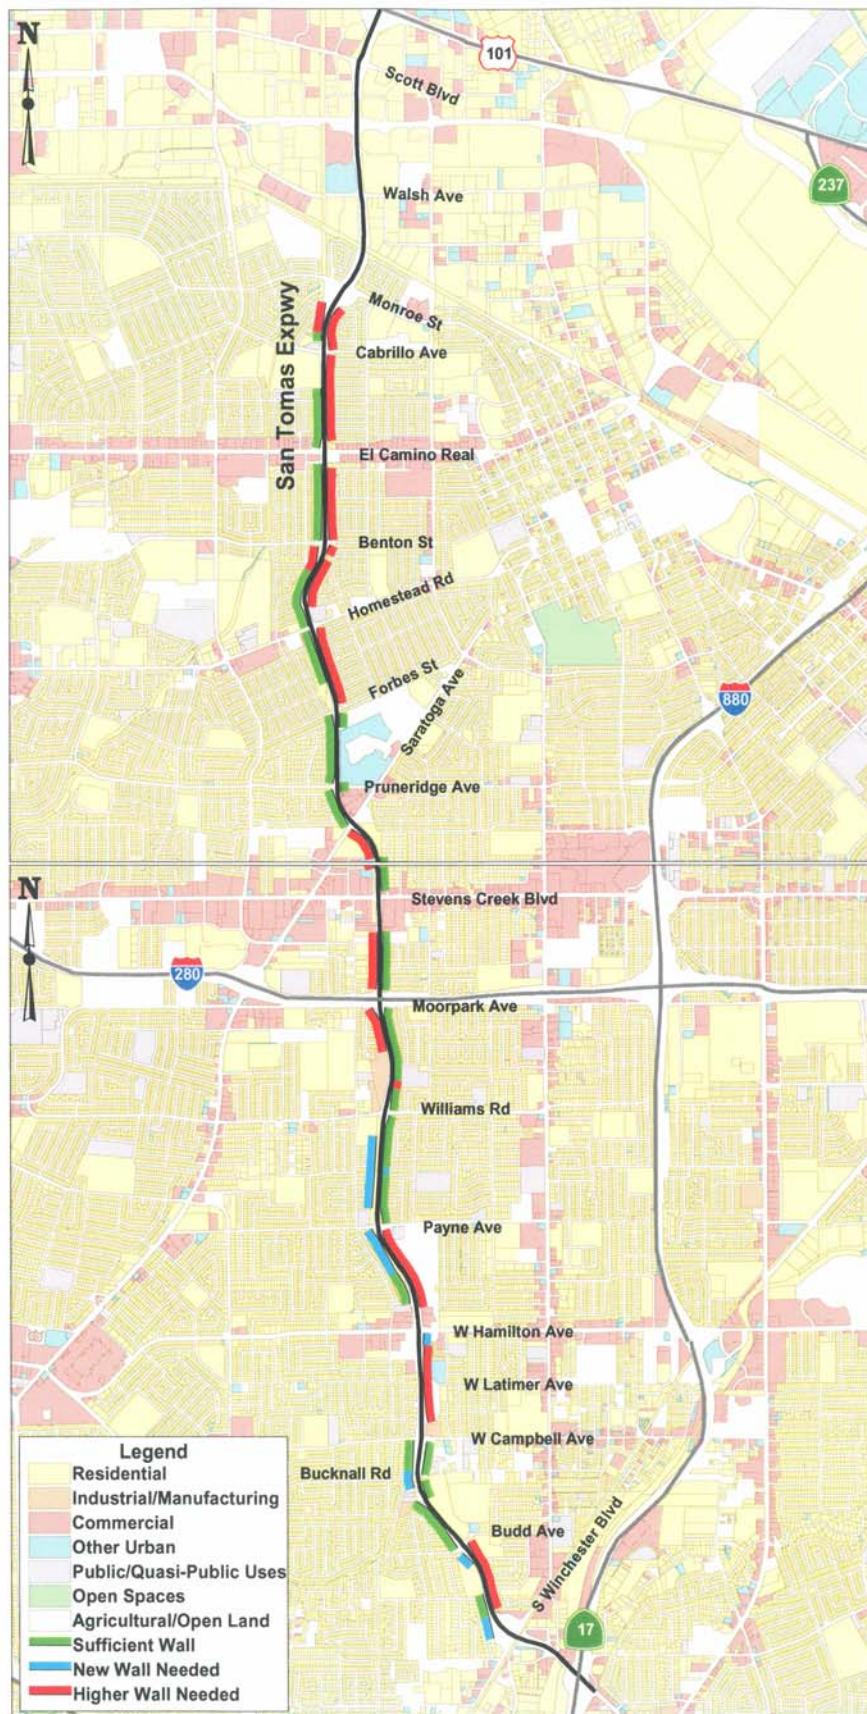 N
101
Scott Blvd
237
Walsh Ave
San Tomas Expwy
Monroe St
Cabrillo Ave
El Camino Real
Benton St
Homestead Rd
Forbes St
Saratoga Ave
880
Pruneridge Ave
N
Stevens Creek Blvd
280
Moorpark Ave
Williams Rd
Payne Ave
W Hamilton Ave
W Latimer Ave
W Campbell Ave
Bucknall Rd
Budd Ave
S Winchester Blvd
17
Legend
Residential
Industrial/Manufacturing
Commercial
Other Urban
Public/Quasi-Public Uses
Open Spaces
Agricultural/Open Land
Sufficient Wall
New Wall Needed
Higher Wall Needed